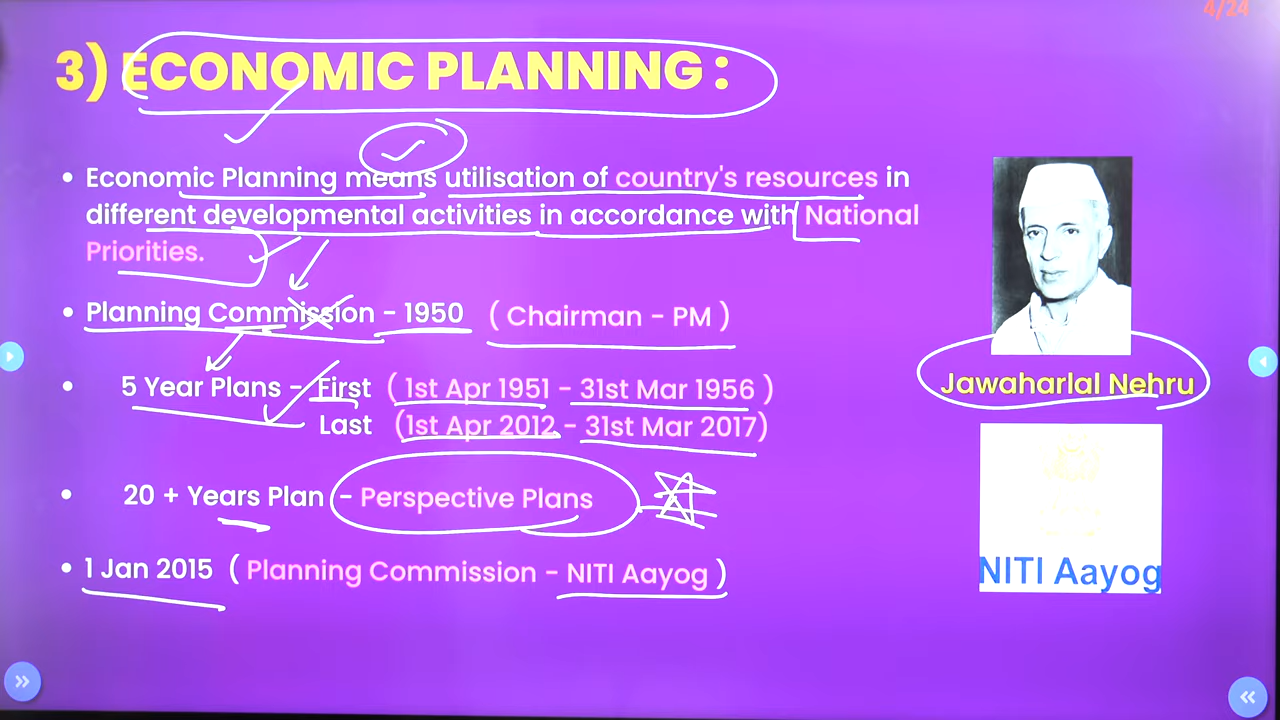 4/24
3) ECONOMIC PLANNING :
• Economic Planning means utilisation of country's resources in
different developmental activities in accordance with National
Priorities.
• Planning Commission - 1950 ( Chairman - PM )
• 5 Year Plans - First ( 1st Apr 1951 - 31st Mar 1956 )
Last (1st Apr 2012 - 31st Mar 2017)
• 20 + Years Plan - Perspective Plans
• 1 Jan 2015 ( Planning Commission - NITI Aayog )
Jawaharlal Nehru
NITI Aayog